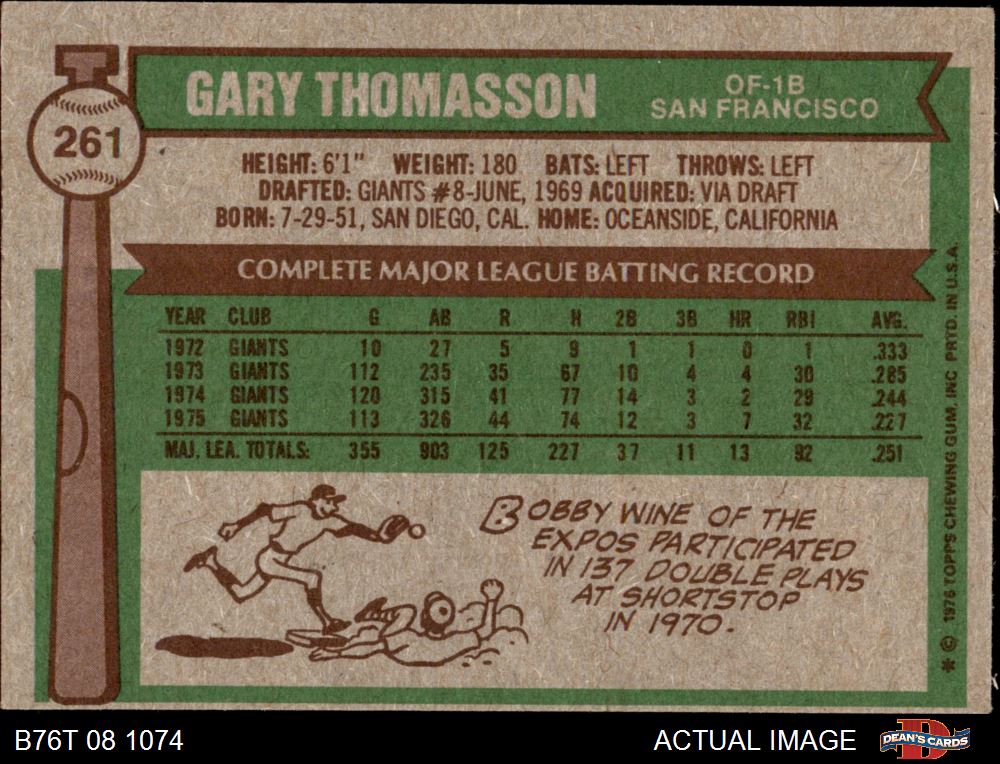 261
GARY THOMASSON
OF-1B
SAN FRANCISCO
HEIGHT: 6'1" WEIGHT: 180 BATS: LEFT THROWS: LEFT
DRAFTED: GIANTS #8-JUNE, 1969 ACQUIRED: VIA DRAFT
BORN: 7-29-51, SAN DIEGO, CAL. HOME: OCEANSIDE, CALIFORNIA
COMPLETE MAJOR LEAGUE BATTING RECORD
YEAR CLUB G AB R H 2B 3B HR RBI AVG.
1972 GIANTS 10 27 5 9 1 1 0 1 .333
1973 GIANTS 112 235 35 67 10 4 4 30 .285
1974 GIANTS 120 315 41 77 14 3 2 29 .244
1975 GIANTS 113 326 44 74 12 3 7 32 .227
MAJ. LEA. TOTALS: 355 903 125 227 37 11 13 92 .251
BOBBY WINE OF THE
EXPOS PARTICIPATED
IN 137 DOUBLE PLAYS
AT SHORTSTOP
IN 1970.
* © 1976 TOPPS CHEWING GUM, INC PRTD. IN U.S.A.
B76T 08 1074
ACTUAL IMAGE
D
DEAN'S CARDS